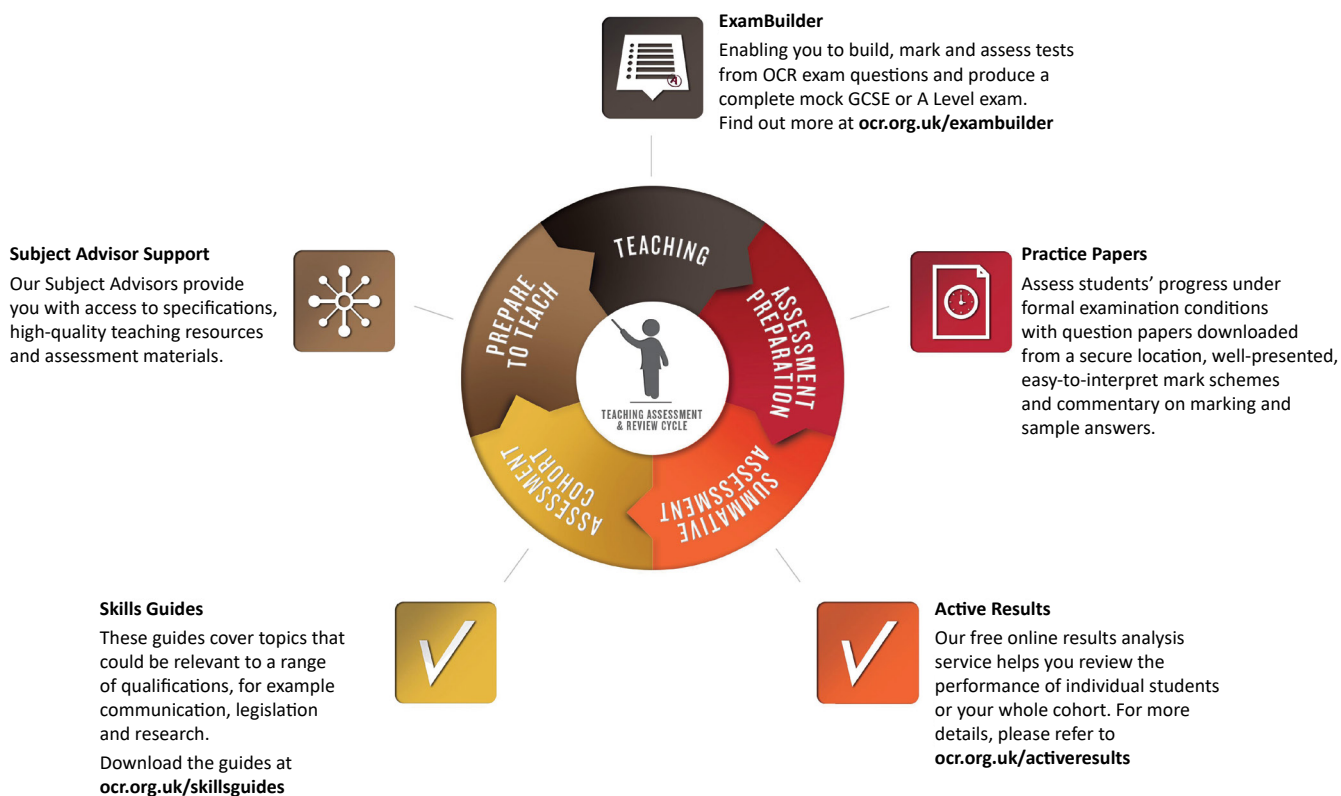 ExamBuilder
Enabling you to build, mark and assess tests
from OCR exam questions and produce a
complete mock GCSE or A Level exam.
Find out more at ocr.org.uk/exambuilder
Subject Advisor Support
Our Subject Advisors provide
you with access to specifications,
high-quality teaching resources
and assessment materials.
TEACHING
PREPARE
TO TEACH
ASSESSMENT
PREPARATION
TEACHING ASSESSMENT
& REVIEW CYCLE
ASSESSMENT
COHORT
SUMMATIVE
ASSESSMENT
Practice Papers
Assess students’ progress under
formal examination conditions
with question papers downloaded
from a secure location, well-presented,
easy-to-interpret mark schemes
and commentary on marking and
sample answers.
Skills Guides
These guides cover topics that
could be relevant to a range
of qualifications, for example
communication, legislation
and research.
Download the guides at
ocr.org.uk/skillsguides
Active Results
Our free online results analysis
service helps you review the
performance of individual students
or your whole cohort. For more
details, please refer to
ocr.org.uk/activeresults